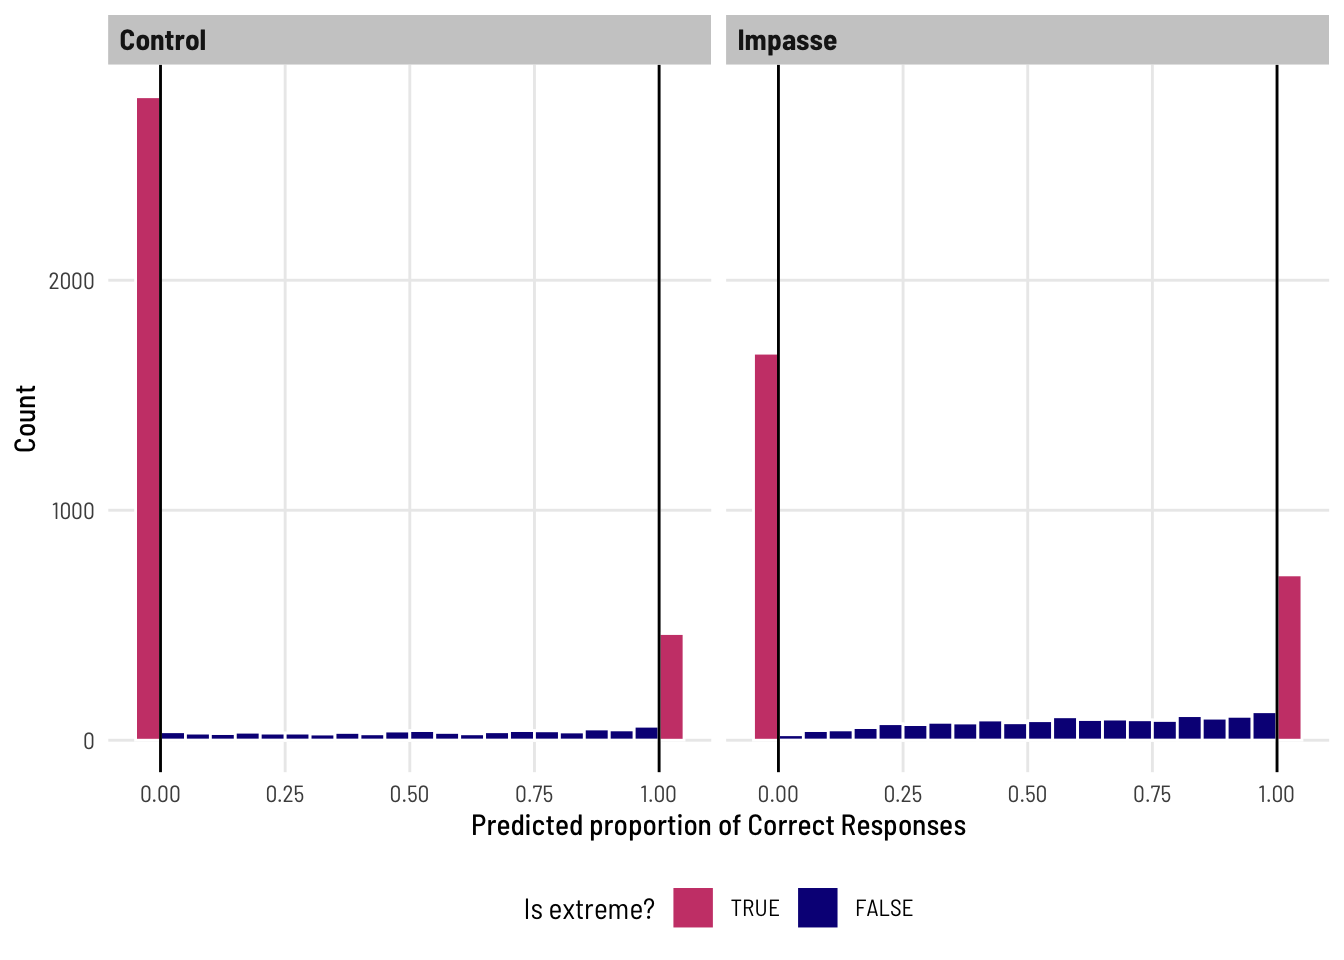 Control
Impasse
Count
2000
1000
0
0.00 0.25 0.50 0.75 1.00
0.00 0.25 0.50 0.75 1.00
Predicted proportion of Correct Responses
Is extreme? TRUE FALSE